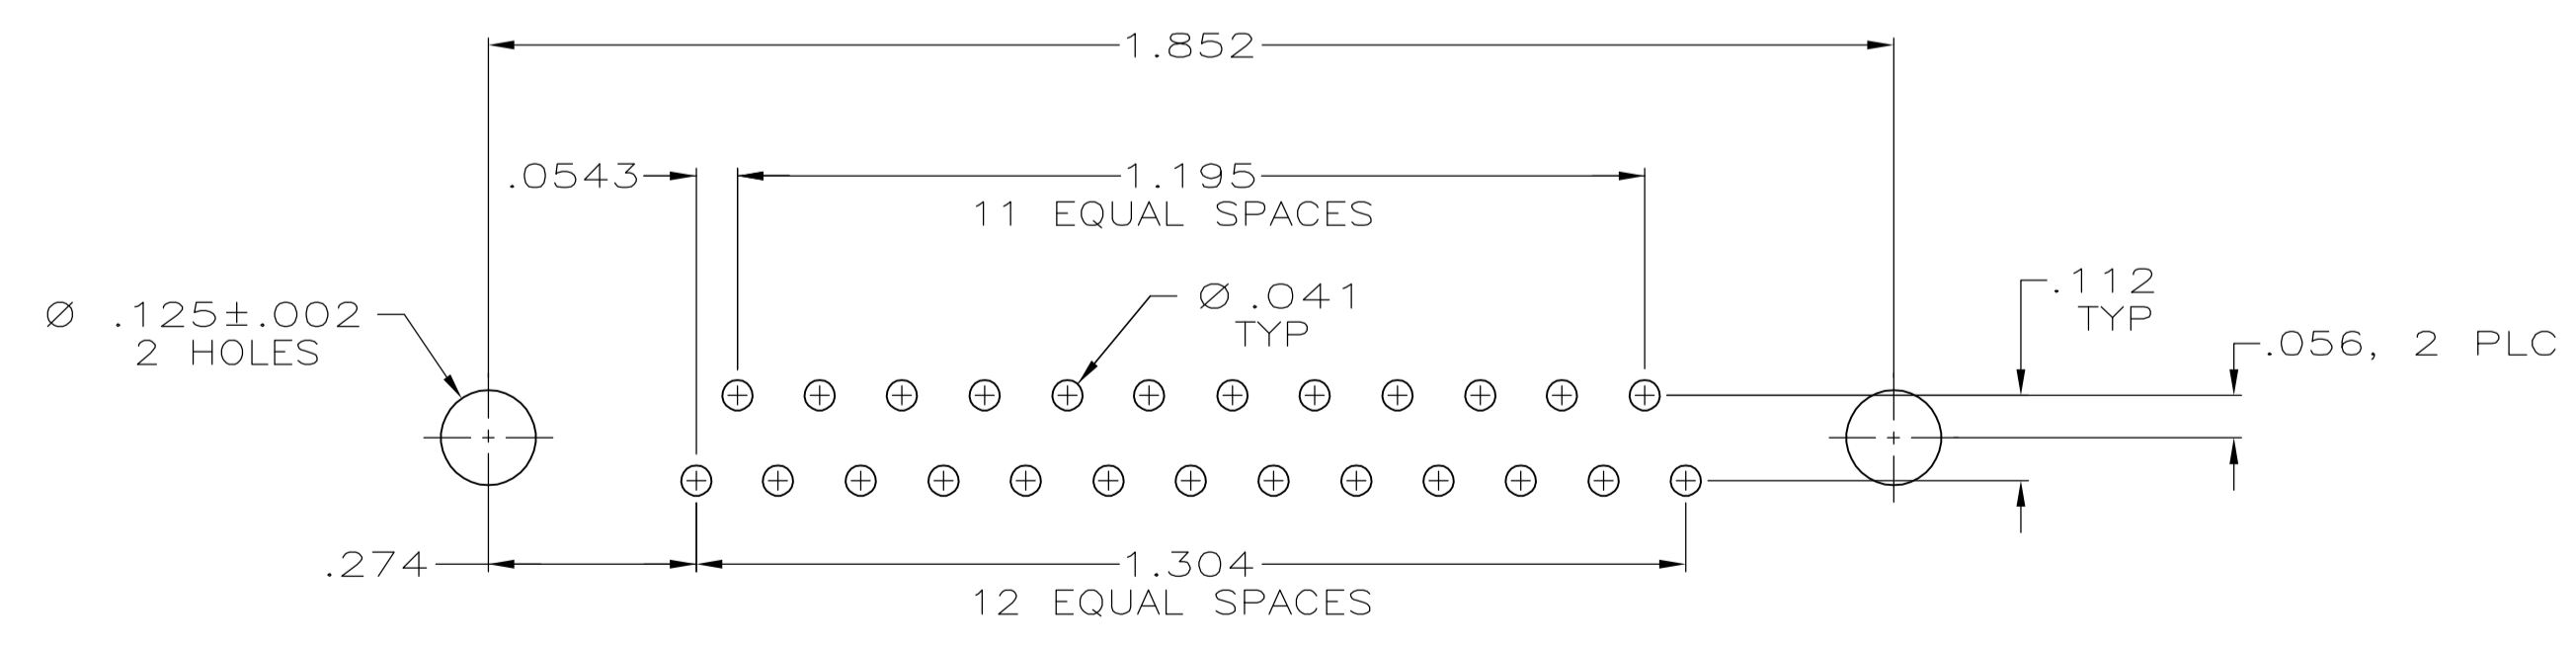 1.852
.0543
1.195
11 EQUAL SPACES
Ø .125±.002
2 HOLES
Ø .041
TYP
.112
TYP
.056, 2 PLC
.274
1.304
12 EQUAL SPACES